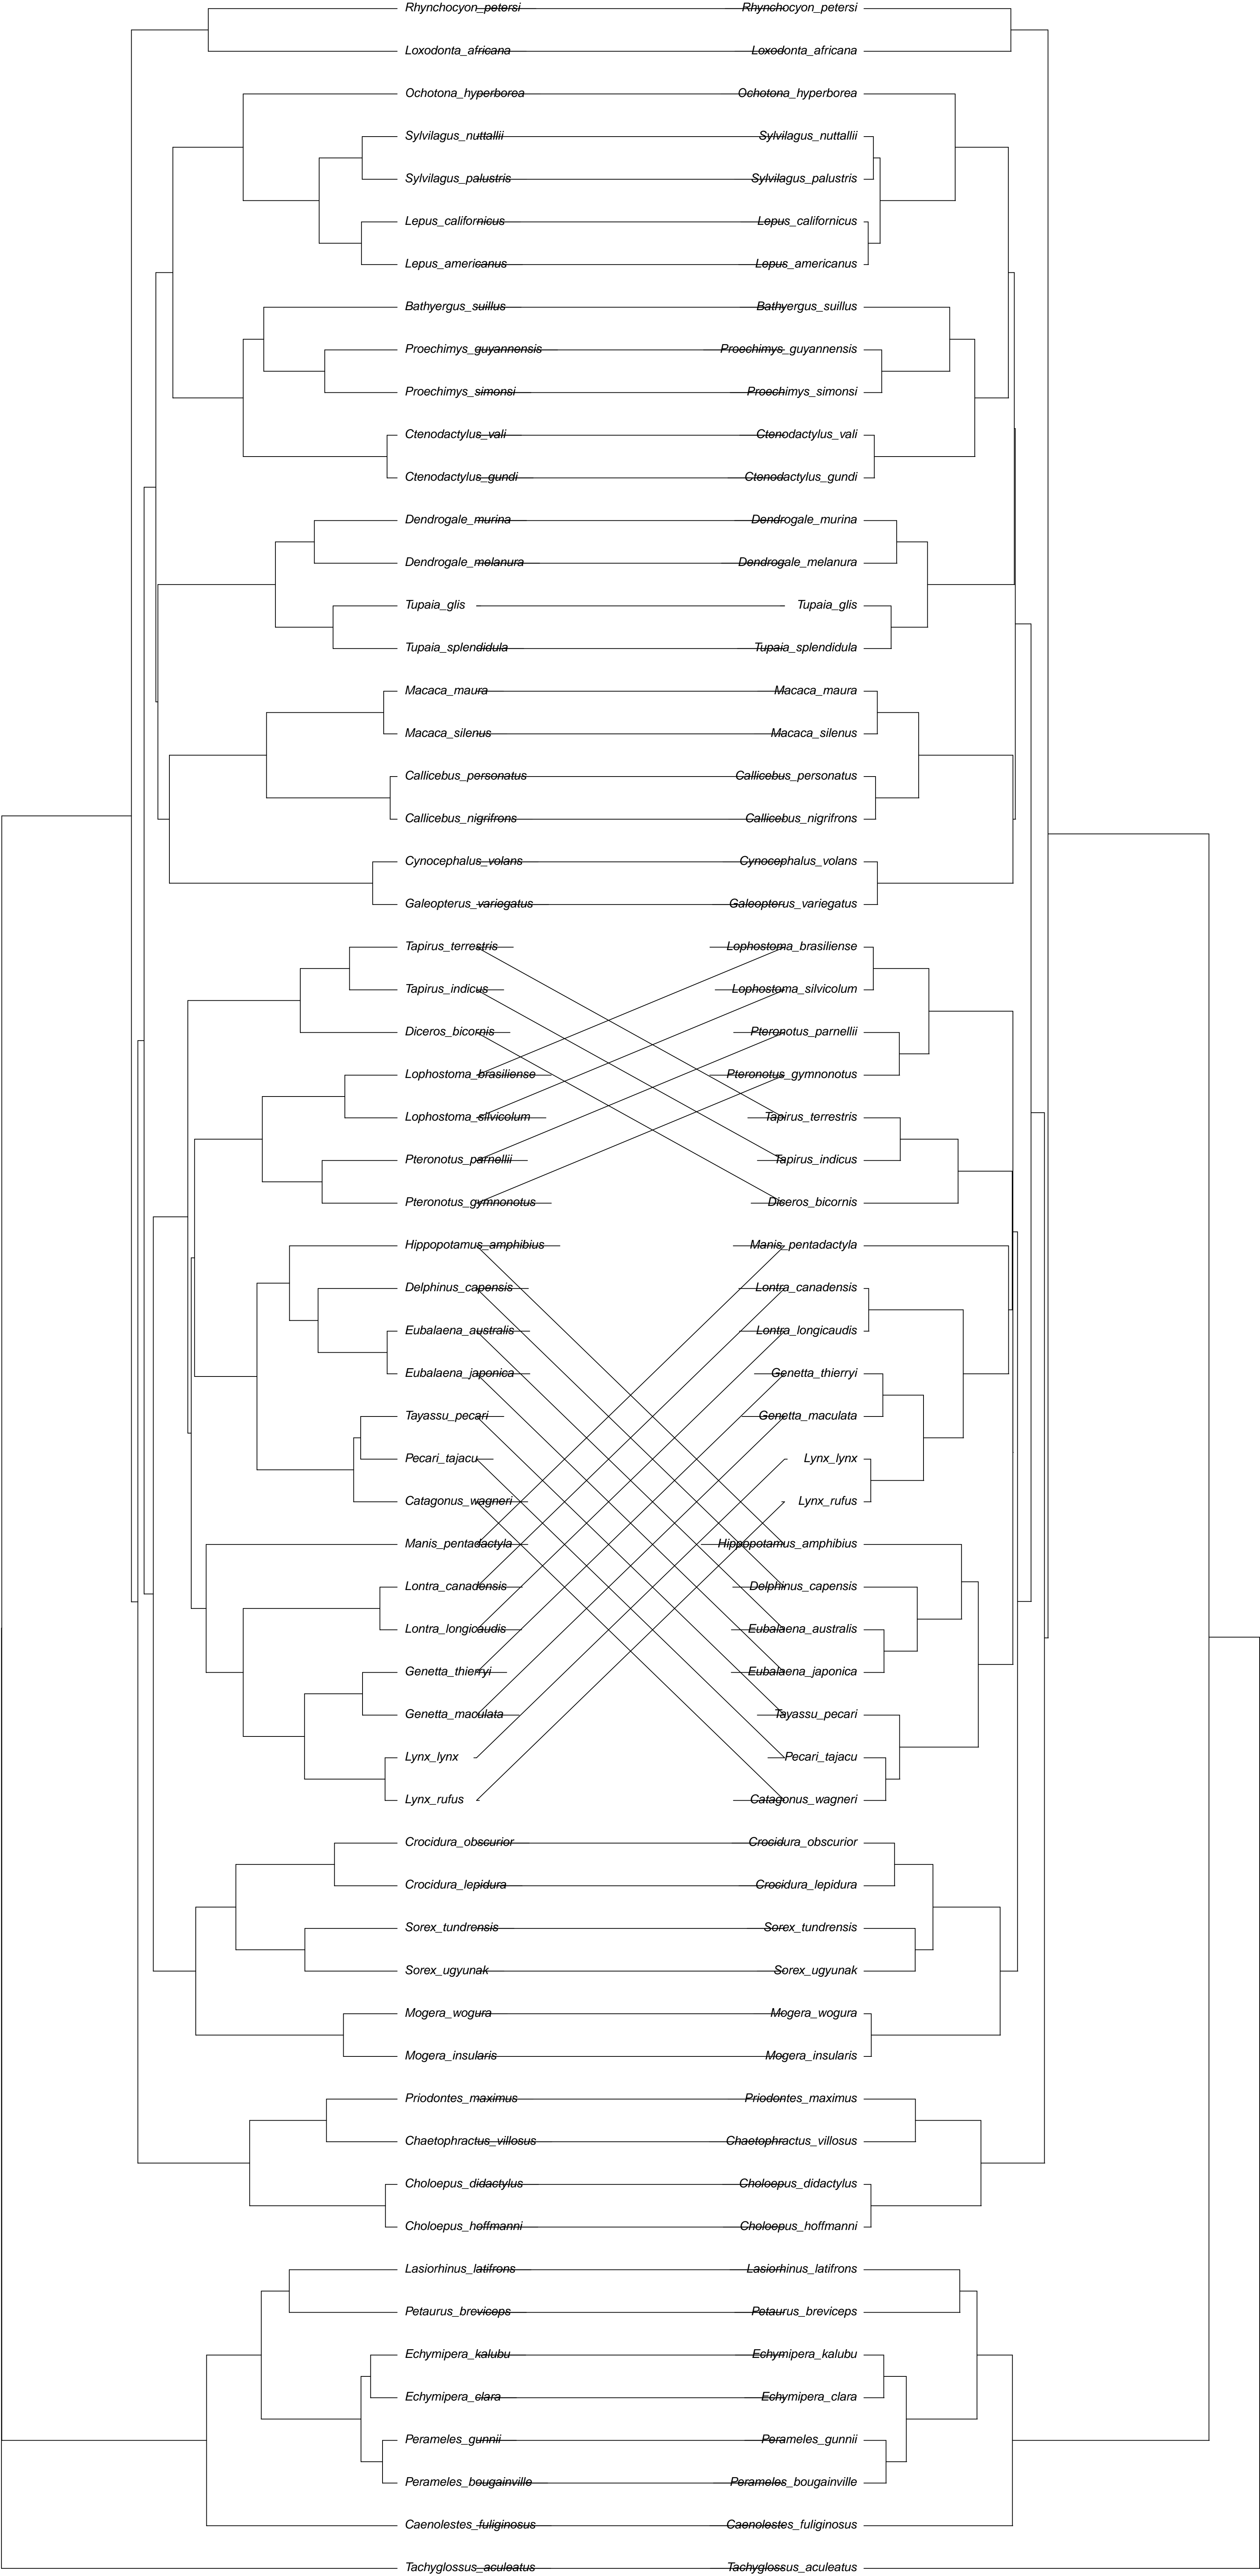 Rhynchocyon_petersi Rhynchocyon_petersi
Loxodonta_africana Loxodonta_africana
Ochotona_hyperborea Ochotona_hyperborea
Sylvilagus_nuttallii Sylvilagus_nuttallii
Sylvilagus_palustris Sylvilagus_palustris
Lepus_californicus Lepus_californicus
Lepus_americanus Lepus_americanus
Bathyergus_suillus Bathyergus_suillus
Proechimys_guyannensis Proechimys_guyannensis
Proechimys_simonsi Proechimys_simonsi
Ctenodactylus_vali Ctenodactylus_vali
Ctenodactylus_gundi Ctenodactylus_gundi
Dendrogale_murina Dendrogale_murina
Dendrogale_melanura Dendrogale_melanura
Tupaia_glis Tupaia_glis
Tupaia_splendidula Tupaia_splendidula
Macaca_maura Macaca_maura
Macaca_silenus Macaca_silenus
Callicebus_personatus Callicebus_personatus
Callicebus_nigrifrons Callicebus_nigrifrons
Cynocephalus_volans Cynocephalus_volans
Galeopterus_variegatus Galeopterus_variegatus
Tapirus_terrestris Lophostoma_brasiliense
Tapirus_indicus Lophostoma_silvicolum
Diceros_bicornis Pteronotus_parnellii
Lophostoma_brasiliense Pteronotus_gymnonotus
Lophostoma_silvicolum Tapirus_terrestris
Pteronotus_parnellii Tapirus_indicus
Pteronotus_gymnonotus Diceros_bicornis
Hippopotamus_amphibius Manis_pentadactyla
Delphinus_capensis Lontra_canadensis
Eubalaena_australis Lontra_longicaudis
Eubalaena_japonica Genetta_thierryi
Tayassu_pecari Genetta_maculata
Pecari_tajacu Lynx_lynx
Catagonus_wagneri Lynx_rufus
Manis_pentadactyla Hippopotamus_amphibius
Lontra_canadensis Delphinus_capensis
Lontra_longicaudis Eubalaena_australis
Genetta_thierryi Eubalaena_japonica
Genetta_maculata Tayassu_pecari
Lynx_lynx Pecari_tajacu
Lynx_rufus Catagonus_wagneri
Crocidura_obscurior Crocidura_obscurior
Crocidura_lepidura Crocidura_lepidura
Sorex_tundrensis Sorex_tundrensis
Sorex_ugyunak Sorex_ugyunak
Mogera_wogura Mogera_wogura
Mogera_insularis Mogera_insularis
Priodontes_maximus Priodontes_maximus
Chaetophractus_villosus Chaetophractus_villosus
Choloepus_didactylus Choloepus_didactylus
Choloepus_hoffmanni Choloepus_hoffmanni
Lasiorhinus_latifrons Lasiorhinus_latifrons
Petaurus_breviceps Petaurus_breviceps
Echymipera_kalubu Echymipera_kalubu
Echymipera_clara Echymipera_clara
Perameles_gunnii Perameles_gunnii
Perameles_bougainville Perameles_bougainville
Caenolestes_fuliginosus Caenolestes_fuliginosus
Tachyglossus_aculeatus Tachyglossus_aculeatus